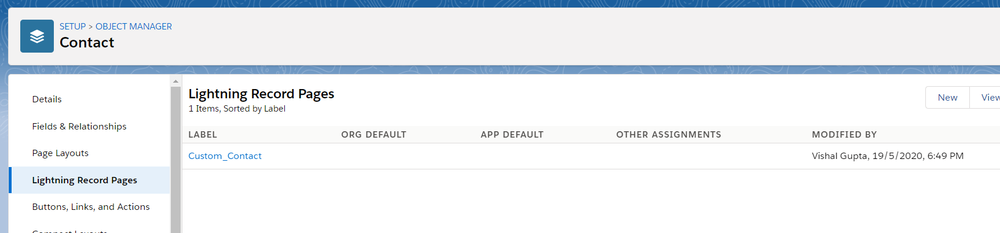 SETUP > OBJECT MANAGER
Contact
Details
Fields & Relationships
Page Layouts
Lightning Record Pages
Buttons, Links, and Actions
Lightning Record Pages
1 Items, Sorted by Label
New View
LABEL ORG DEFAULT APP DEFAULT OTHER ASSIGNMENTS MODIFIED BY
Custom_Contact Vishal Gupta, 19/5/2020, 6:49 PM